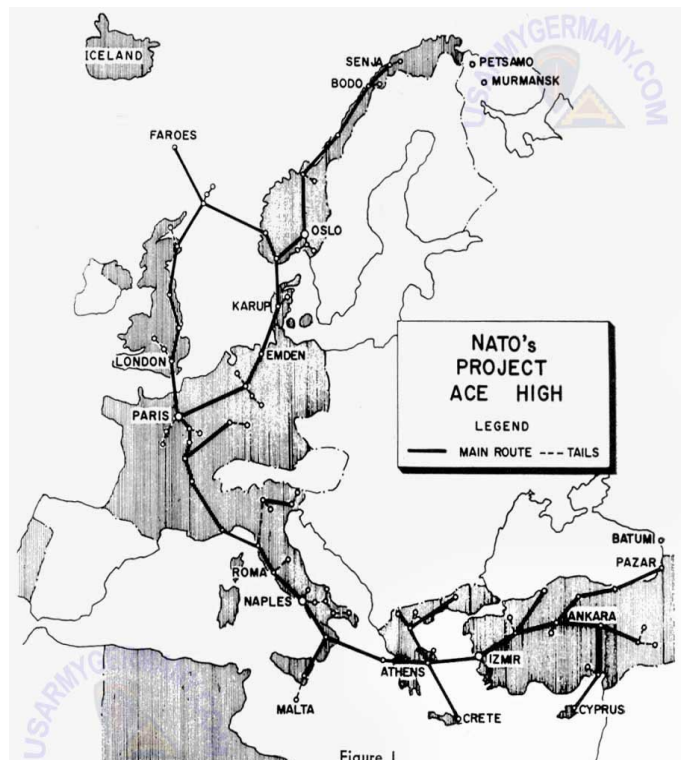 ICELAND
USARMYGERMANY.COM
SENJA
PETSAMO
BODO
MURMANSK
FAROES
OSLO
KARUP
NATO's
PROJECT
ACE HIGH
LEGEND
MAIN ROUTE --- TAILS
LONDON
EMDEN
PARIS
BATUMI
PAZAR
ROMA
NAPLES
ANKARA
ATHENS
IZMIR
MALTA
CRETE
CYPRUS
USARMYGERMANY.COM
Figure 1